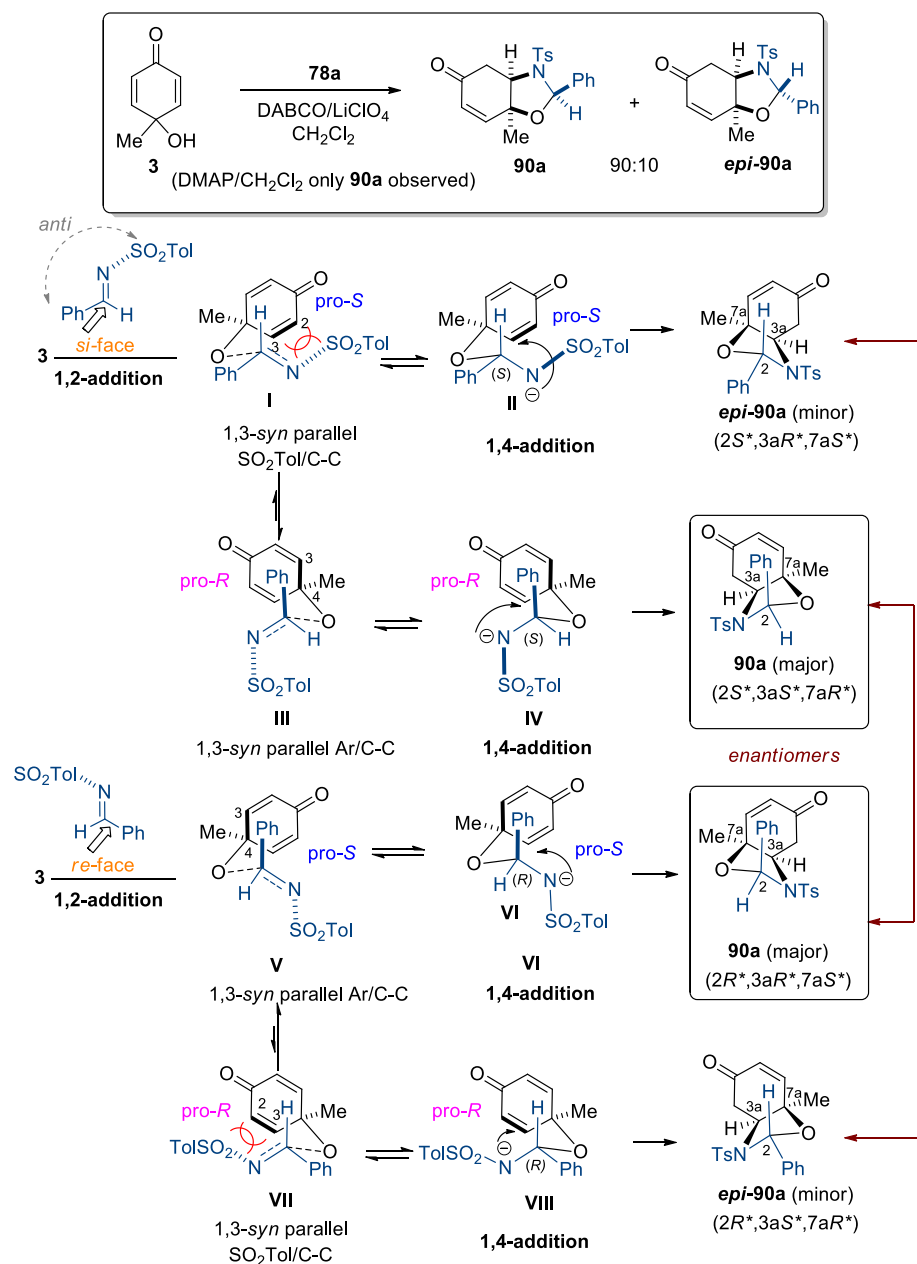 O
Me
OH
3
78a
DABCO/LiClO4
CH2Cl2
(DMAP/CH2Cl2 only 90a observed)
O
H
Ts
N
Ph
H
O
Me
90a
+
90:10
O
H
Ts
N
H
Ph
O
Me
epi-90a
anti
SO2Tol
N
Ph
H
si-face
3
1,2-addition
O
Me
H
2
3
pro-S
SO2Tol
O
Ph
N
I
1,3-syn parallel
SO2Tol/C-C
O
Me
H
pro-S
SO2Tol
O
Ph
(S)
N
⊖
II
1,4-addition
O
Me
7a
H
3a
H
O
2
Ph
NTs
epi-90a (minor)
(2S*,3aR*,7aS*)
O
3
pro-R
Ph
Me
4
O
N
H
SO2Tol
III
1,3-syn parallel Ar/C-C
O
pro-R
Ph
Me
O
⊖
N
(S)
H
SO2Tol
IV
1,4-addition
O
Ph
7a
3a
Me
H
O
TsN
2
H
90a (major)
(2S*,3aS*,7aR*)
enantiomers
SO2Tol
N
H
Ph
re-face
3
1,2-addition
3
O
Me
Ph
4
pro-S
O
H
N
SO2Tol
V
1,3-syn parallel Ar/C-C
O
Me
Ph
pro-S
O
H
(R)
N
⊖
VI
SO2Tol
VI
1,4-addition
O
Me
7a
Ph
3a
H
O
2
H
NTs
90a (major)
(2R*,3aR*,7aS*)
O
pro-R
2
H
3
Me
TolSO2
N
O
Ph
VII
1,3-syn parallel
SO2Tol/C-C
O
pro-R
H
Me
TolSO2
⊖
N
(R)
O
Ph
VIII
1,4-addition
O
7a
H
3a
Me
H
O
TsN
2
Ph
epi-90a (minor)
(2R*,3aS*,7aR*)